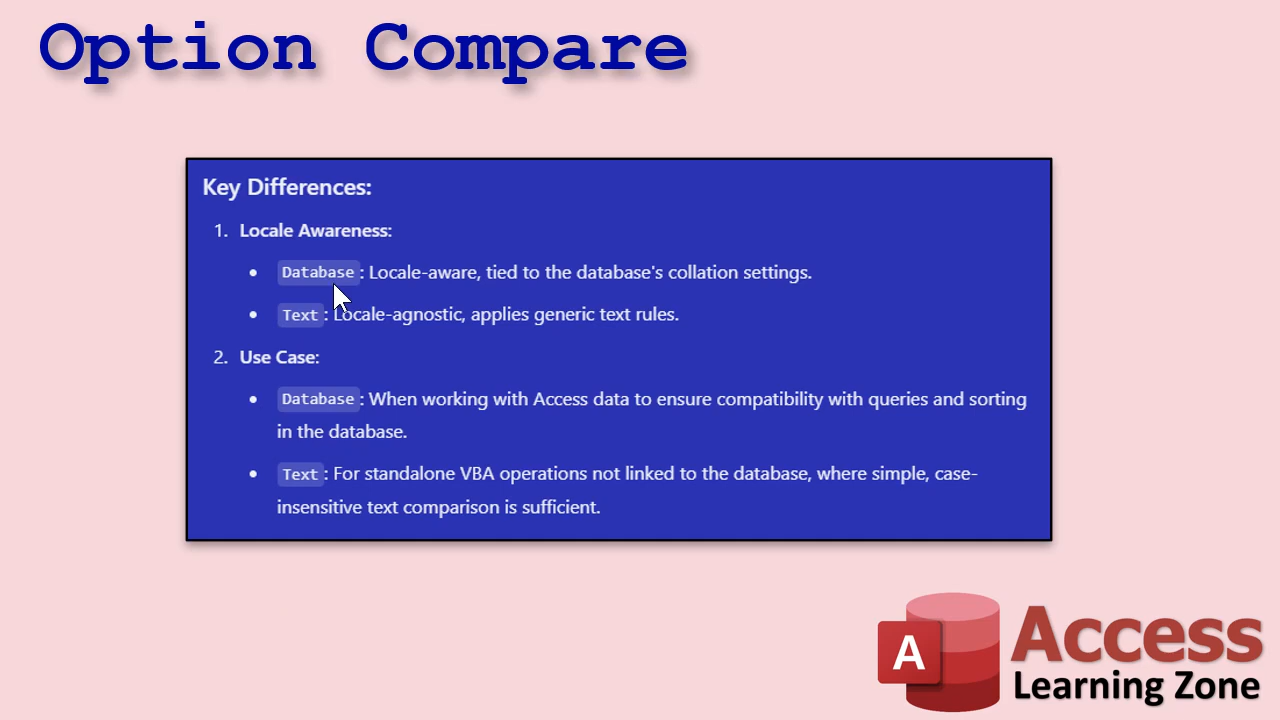 Option Compare
Key Differences:
1. Locale Awareness:
• Database: Locale-aware, tied to the database's collation settings.
• Text: Locale-agnostic, applies generic text rules.
2. Use Case:
• Database: When working with Access data to ensure compatibility with queries and sorting
in the database.
• Text: For standalone VBA operations not linked to the database, where simple, case-
insensitive text comparison is sufficient.
A
Access
Learning Zone